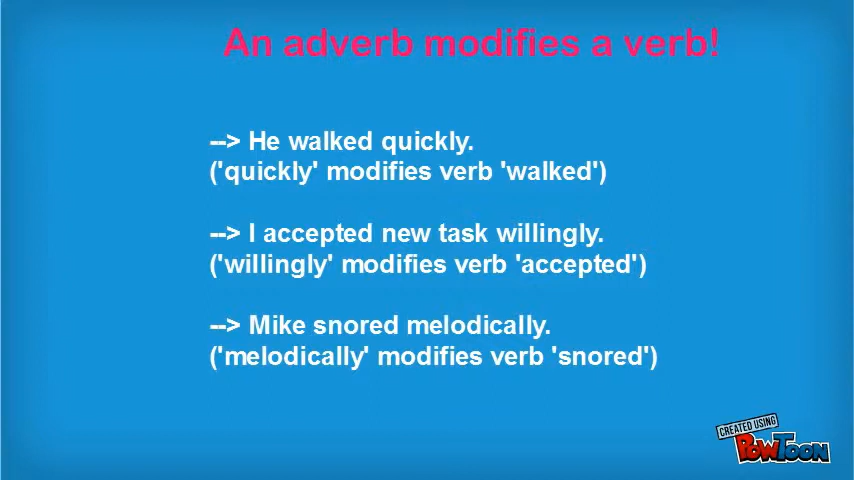 An adverb modifies a verb!
--> He walked quickly.
('quickly' modifies verb 'walked')
--> I accepted new task willingly.
('willingly' modifies verb 'accepted')
--> Mike snored melodically.
('melodically' modifies verb 'snored')
CREATED USING
POWTOON